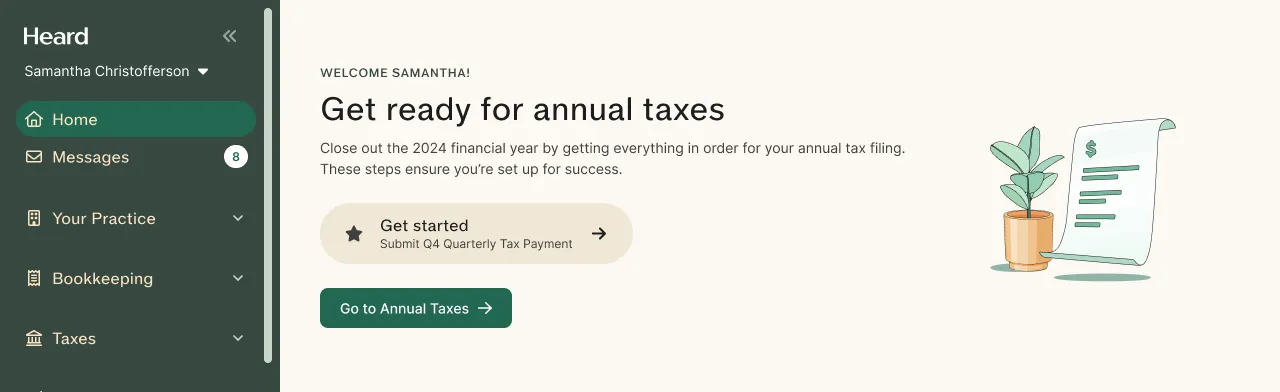 Heard
Samantha Christofferson
Home
Messages 8
Your Practice
Bookkeeping
Taxes
WELCOME SAMANTHA!
Get ready for annual taxes
Close out the 2024 financial year by getting everything in order for your annual tax filing.
These steps ensure you’re set up for success.
Get started
Submit Q4 Quarterly Tax Payment
Go to Annual Taxes
$